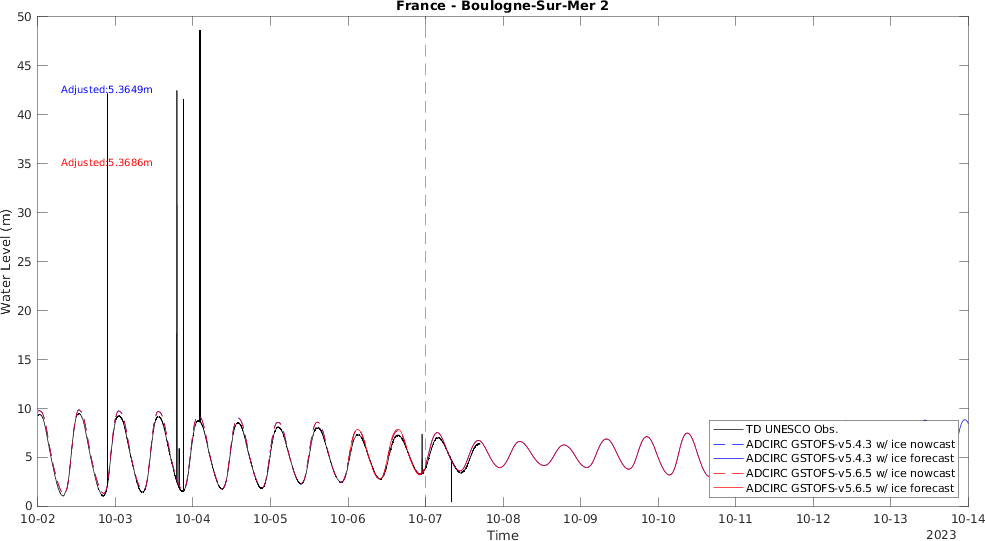 France - Boulogne-Sur-Mer 2
50
45
40
35
30
25
20
15
10
5
0
Water Level (m)
Adjusted:5.3649m
Adjusted:5.3686m
TD UNESCO Obs.
ADCIRC GSTOFS-v5.4.3 w/ ice nowcast
ADCIRC GSTOFS-v5.4.3 w/ ice forecast
ADCIRC GSTOFS-v5.6.5 w/ ice nowcast
ADCIRC GSTOFS-v5.6.5 w/ ice forecast
10-02 10-03 10-04 10-05 10-06 10-07 10-08 10-09 10-10 10-11 10-12 10-13 10-14
Time
2023